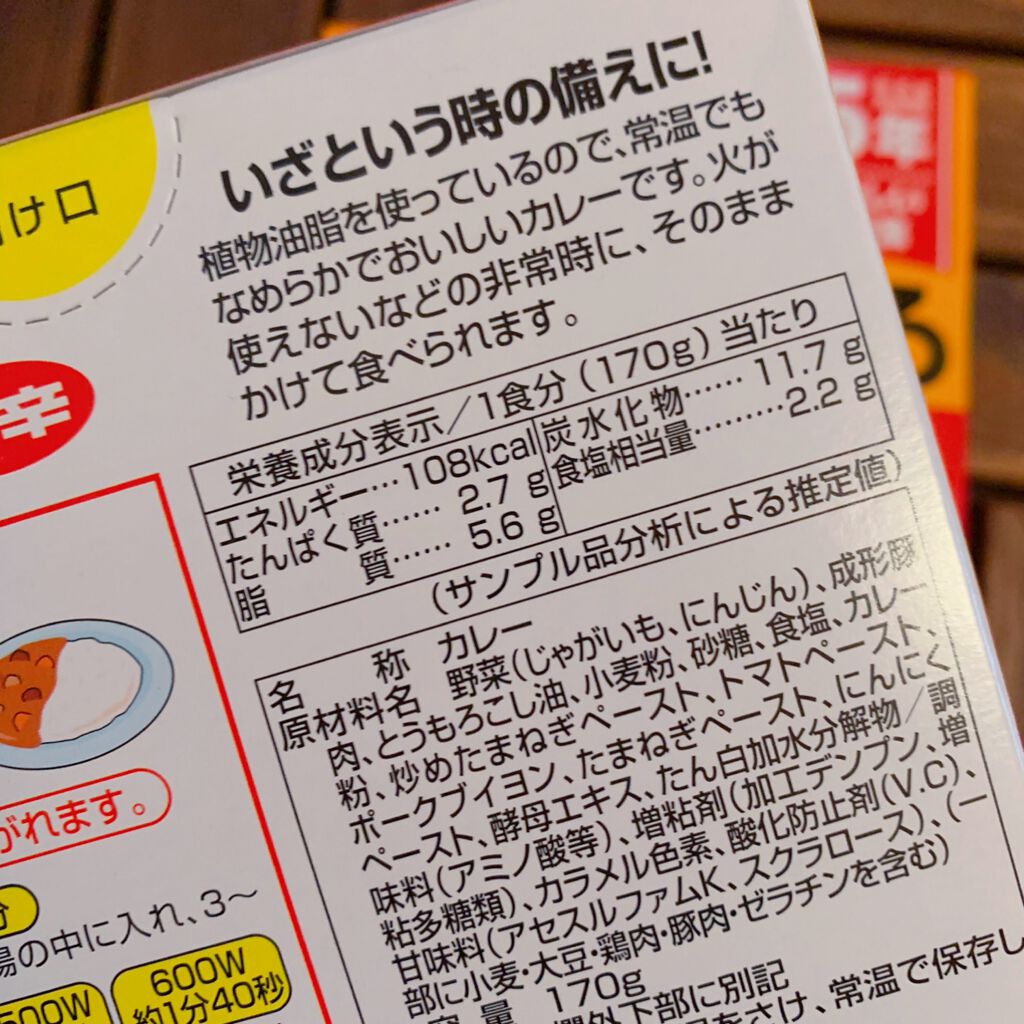 いざという時の備えに!
植物油脂を使っているので、常温でも
なめらかでおいしいカレーです。火が
使えないなどの非常時に、そのまま
かけて食べられます。
栄養成分表示/1食分(170g)当たり
エネルギー…108kcal
たんぱく質……2.7 g
脂質……5.6 g
炭水化物……11.7 g
食塩相当量………2.2 g
(サンプル品分析による推定値)
名称 カレー
原材料名 野菜(じゃがいも、にんじん)、成形豚
肉、とうもろこし油、小麦粉、砂糖、食塩、カレー
粉、炒めたまねぎペースト、トマトペースト、
ポークブイヨン、たまねぎペースト、にんにく
ペースト、酵母エキス、たん白加水分解物/調
味料(アミノ酸等)、増粘剤(加工デンプン、増
粘多糖類)、カラメル色素、酸化防止剤(V.C)、
甘味料(アセスルファムK、スクラロース)、(一
部に小麦・大豆・鶏肉・豚肉・ゼラチンを含む)
容量 170g
欄外下部に別記
をさけ、常温で保存し
け口
辛
がれます。
分
湯の中に入れ、3~
500W
600W
約1分40秒
5年
る